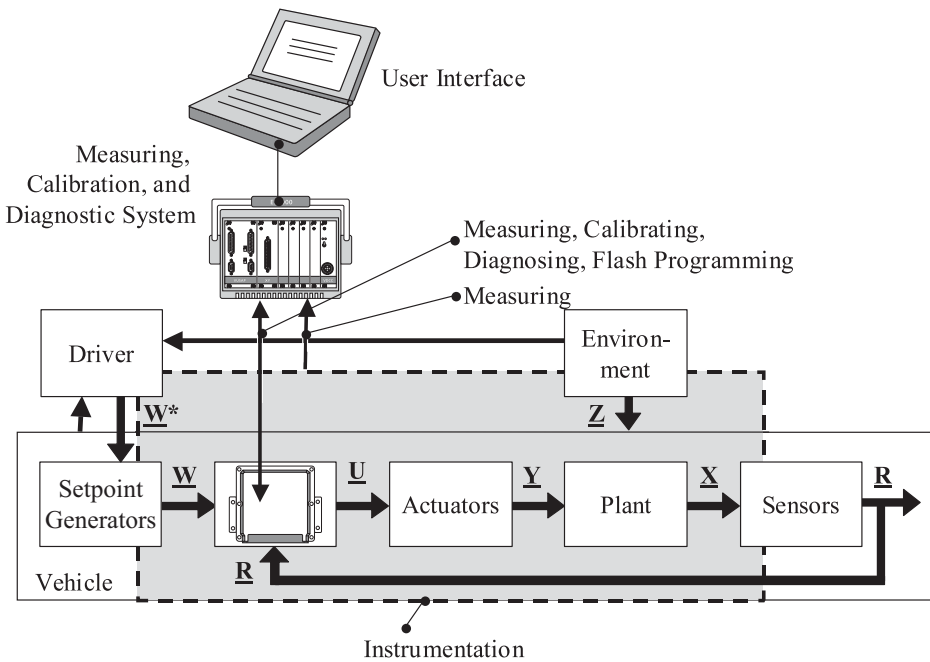 User Interface
Measuring,
Calibration, and
Diagnostic System
Measuring, Calibrating,
Diagnosing, Flash Programming
Measuring
Driver
Environ-
ment
W*
Z
Setpoint
Generators
W
U
Actuators
Y
Plant
X
Sensors
R
R
Vehicle
Instrumentation